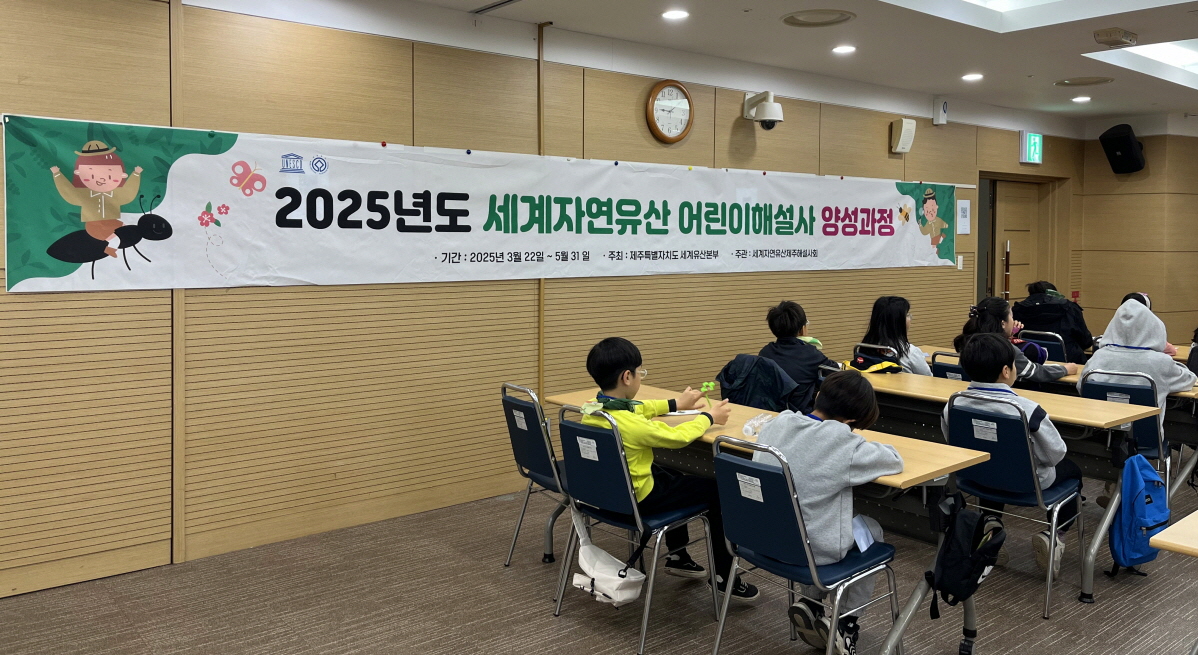 UNESCO
2025년도 세계자연유산 어린이해설사 양성과정
· 기간 : 2025년 3월 22일 ~ 5월 31일 · 주최 : 제주특별자치도 세계유산본부 · 주관 : 세계자연유산제주해설사회